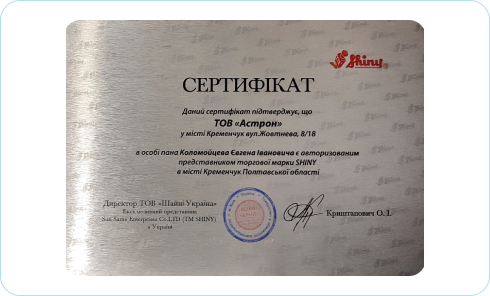 Shiny
СЕРТИФІКАТ
Даний сертифікат підтверджує, що
ТОВ «Астрон»
у місті Кременчук вул.Жовтнева, 8/18
в особі пана Коломойцева Євгена Івановича є авторизованим
представником торгової марки SHINY
в місті Кременчук Полтавської області
Директор ТОВ «Шайні Україна»
Ексклюзивний представник
Sun Same Enterprises Co.LTD (TM SHINY)
в Україні
Кришталович О. І.